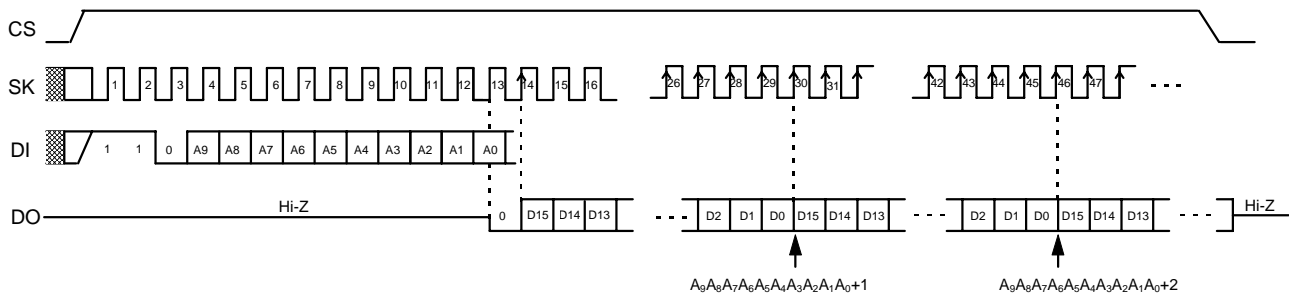 CS
SK 1 2 3 4 5 6 7 8 9 10 11 12 13 14 15 16 26 27 28 29 30 31 42 43 44 45 46 47
DI 1 1 0 A9 A8 A7 A6 A5 A4 A3 A2 A1 A0
DO Hi-Z 0 D15 D14 D13 D2 D1 D0 D15 D14 D13 D2 D1 D0 D15 D14 D13 Hi-Z
A₉A₈A₇A₆A₅A₄A₃A₂A₁A₀+1 A₉A₈A₇A₆A₅A₄A₃A₂A₁A₀+2